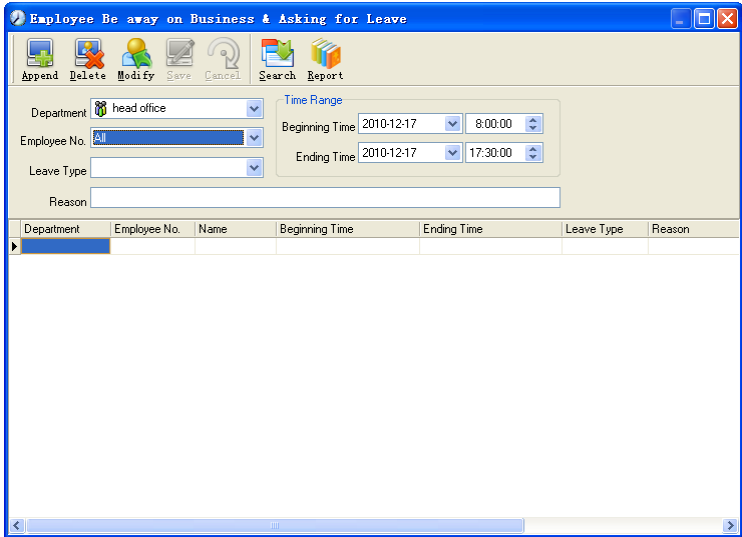 Employee Be away on Business & Asking for Leave
Append Delete Modify Save Cancel Search Report
Department head office
Employee No. All
Leave Type
Reason
Time Range
Beginning Time 2010-12-17 8:00:00
Ending Time 2010-12-17 17:30:00
Department Employee No. Name Beginning Time Ending Time Leave Type Reason